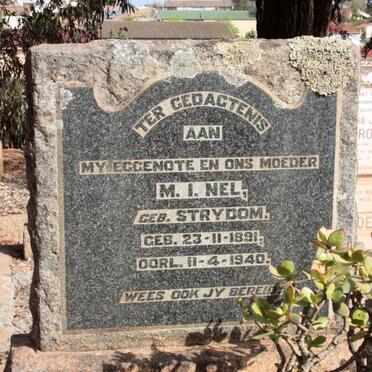 TER GEDAGTENIS
AAN
MY EGGENOTE EN ONS MOEDER
M. I. NEL,
GEB. STRYDOM.
GEB. 23-11-1891,
OORL. 11-4-1940.
WEES OOK JY